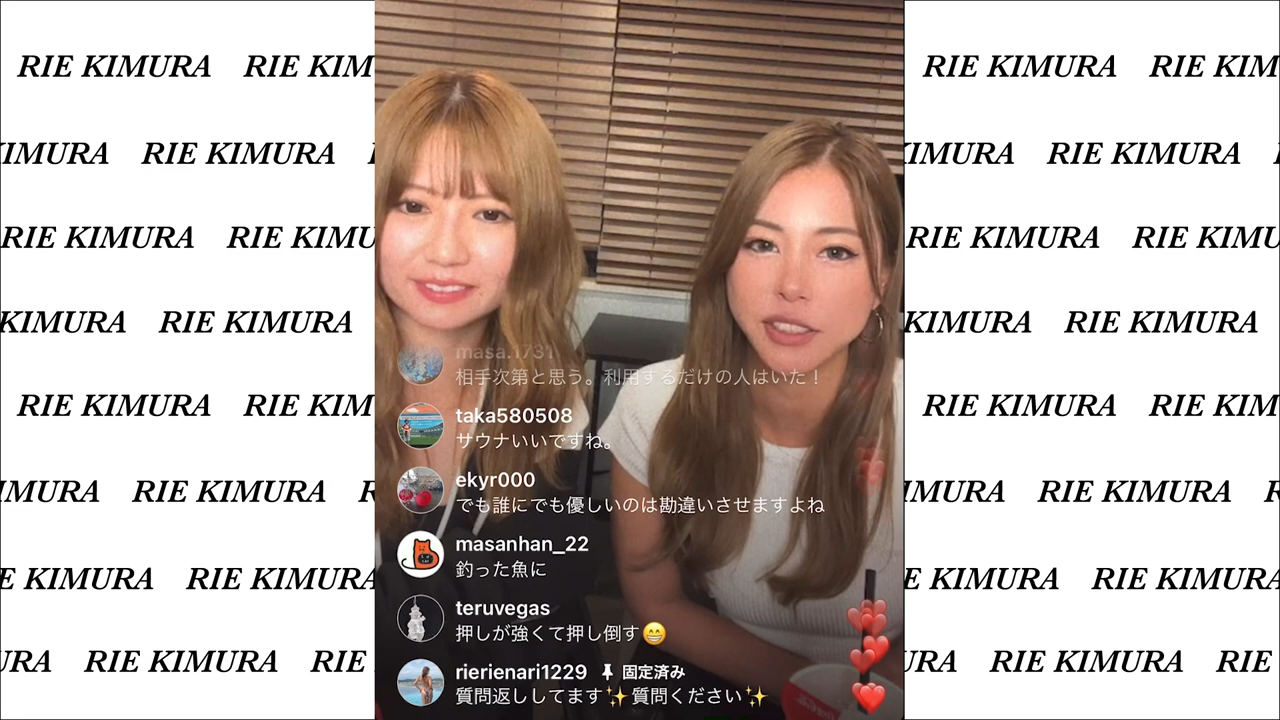 RIE KIMURA RIE KIM
IMURA RIE KIMURA
RIE KIMURA RIE KIMU
KIMURA RIE KIMURA
RIE KIMURA RIE KIM
IMURA RIE KIMURA R
E KIMURA RIE KIMURA
URA RIE KIMURA RIE
masa.1731
相手次第と思う。利用するだけの人はいた！
taka580508
サウナいいですね。
ekyr000
でも誰にでも優しいのは勘違いさせますよね
masanhan_22
釣った魚に
teruvegas
押しが強くて押し倒す😁
rierienari1229 固定済み
質問返ししてます✨質問ください✨
RIE KIMURA RIE KIM
IMURA RIE KIMURA
RIE KIMURA RIE KIMU
KIMURA RIE KIMURA
RIE KIMURA RIE KIM
IMURA RIE KIMURA R
E KIMURA RIE KIMURA
URA RIE KIMURA RIE